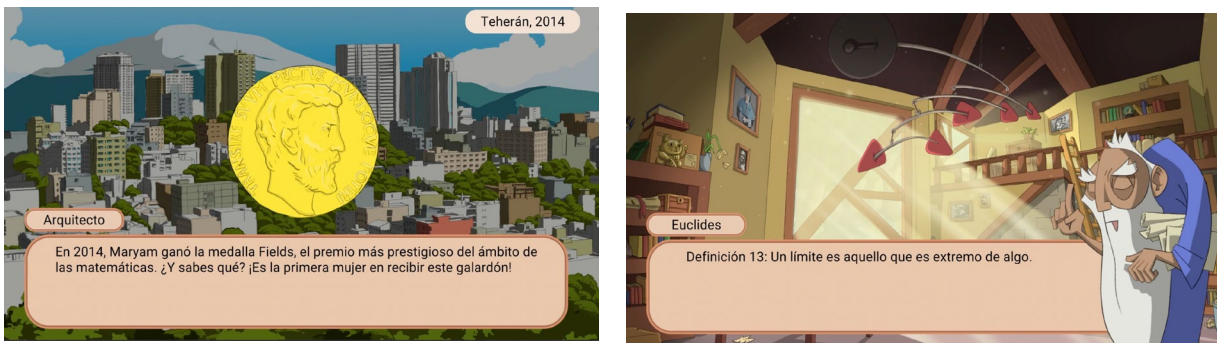 Teherán, 2014
Arquitecto
En 2014, Maryam ganó la medalla Fields, el premio más prestigioso del ámbito de
las matemáticas. ¿Y sabes qué? ¡Es la primera mujer en recibir este galardón!
Euclides
Definición 13: Un límite es aquello que es extremo de algo.